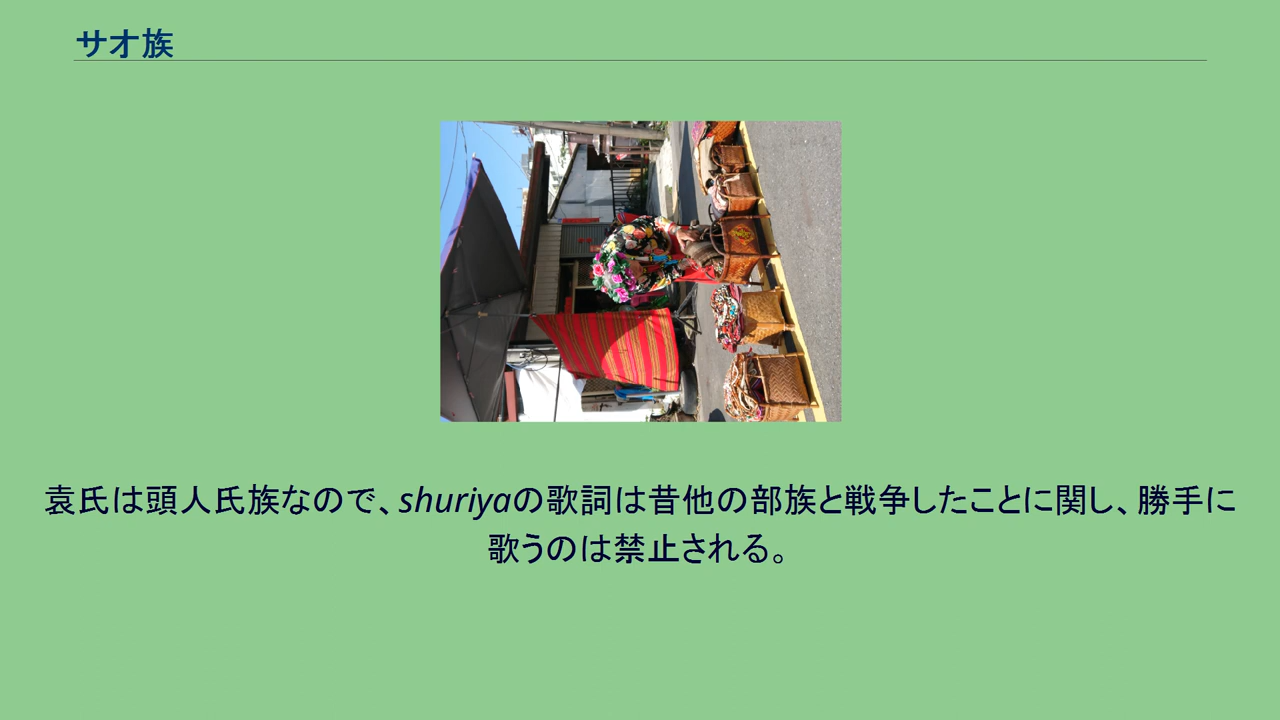 サオ族
袁氏は頭人氏族なので、shuriyaの歌詞は昔他の部族と戦争したことに関し、勝手に
歌うのは禁止される。